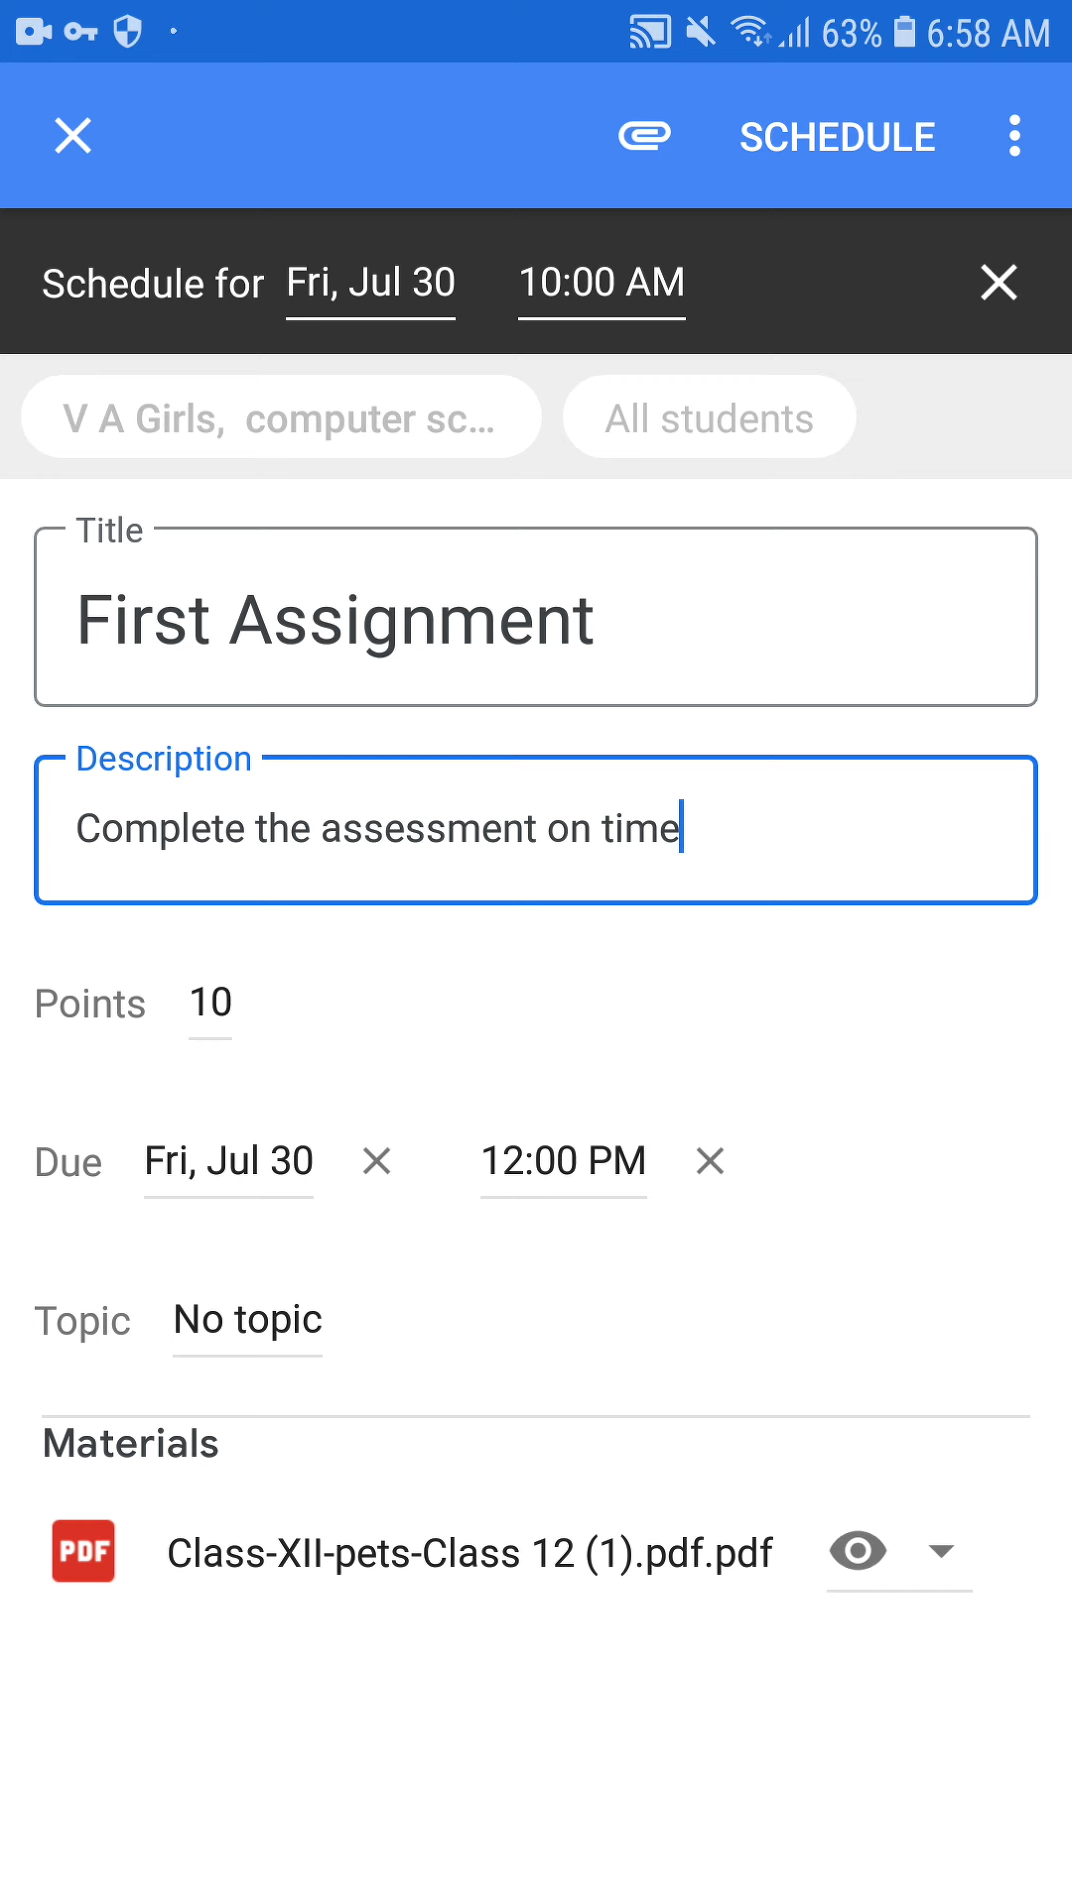 63% 6:58 AM
SCHEDULE
Schedule for Fri, Jul 30 10:00 AM
V A Girls, computer sc... All students
Title
First Assignment
Description
Complete the assessment on time
Points 10
Due Fri, Jul 30 12:00 PM
Topic No topic
Materials
PDF Class-XII-pets-Class 12 (1).pdf.pdf